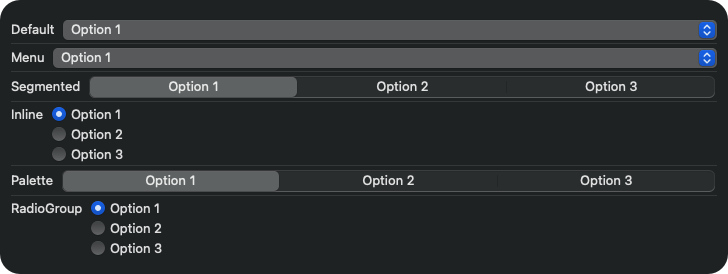 Default Option 1
Menu Option 1
Segmented Option 1 Option 2 Option 3
Inline Option 1
Option 2
Option 3
Palette Option 1 Option 2 Option 3
RadioGroup Option 1
Option 2
Option 3